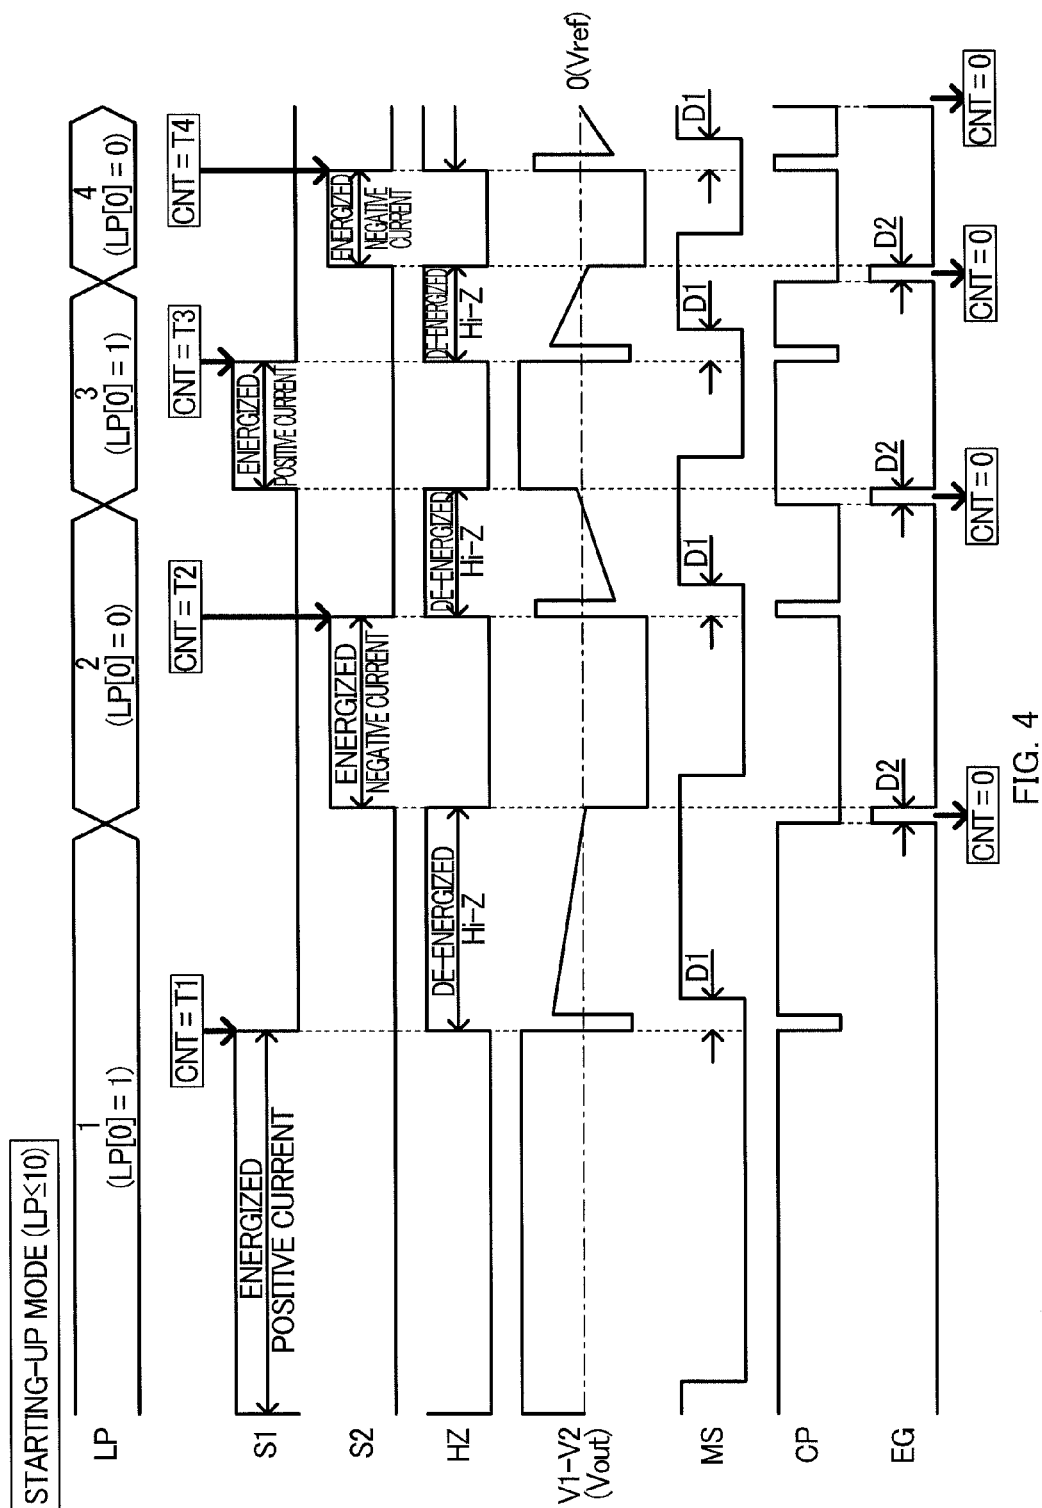 STARTING-UP MODE (LP≤10)
LP
1
(LP[0] = 1)
2
(LP[0] = 0)
3
(LP[0] = 1)
4
(LP[0] = 0)
CNT = T1
CNT = T2
CNT = T3
CNT = T4
S1
ENERGIZED
POSITIVE CURRENT
ENERGIZED
POSITIVE CURRENT
S2
ENERGIZED
NEGATIVE CURRENT
ENERGIZED
NEGATIVE
CURRENT
HZ
DE-ENERGIZED
Hi-Z
DE-ENERGIZED
Hi-Z
DE-ENERGIZED
Hi-Z
V1-V2
(Vout)
0(Vref)
MS
D1
D1
D1
D1
CP
EG
D2
D2
D2
CNT = 0
CNT = 0
CNT = 0
CNT = 0
FIG. 4